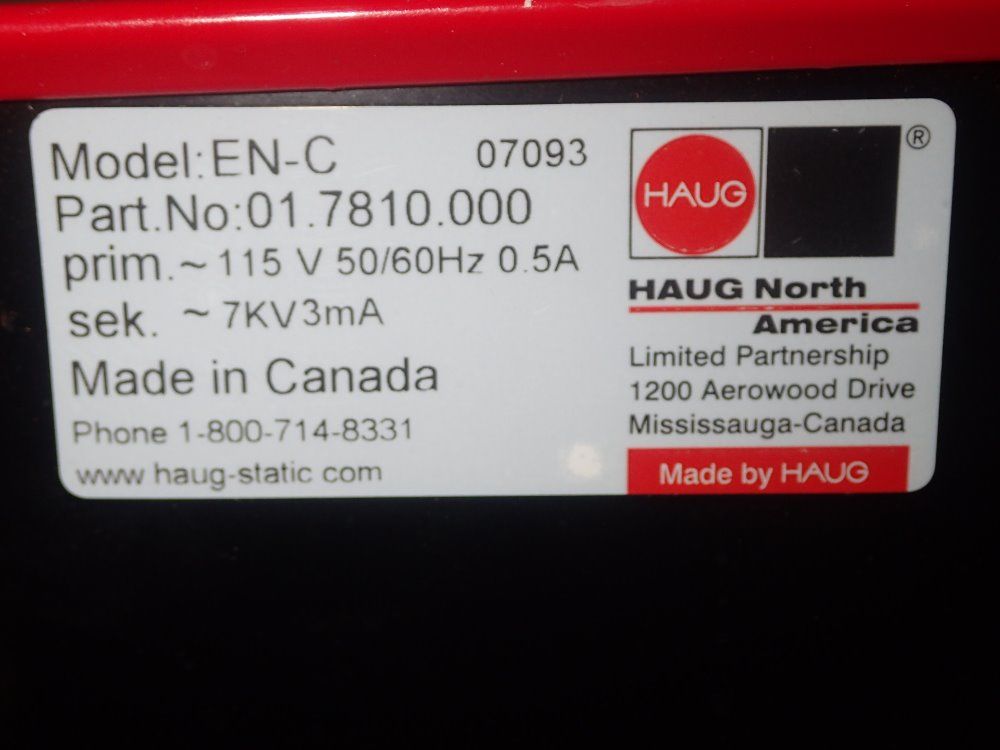 Model:EN-C 07093
Part.No:01.7810.000
prim.~115 V 50/60Hz 0.5A
sek. ~7KV3mA
Made in Canada
Phone 1-800-714-8331
www haug-static com
HAUG ®
HAUG North
America
Limited Partnership
1200 Aerowood Drive
Mississauga-Canada
Made by HAUG